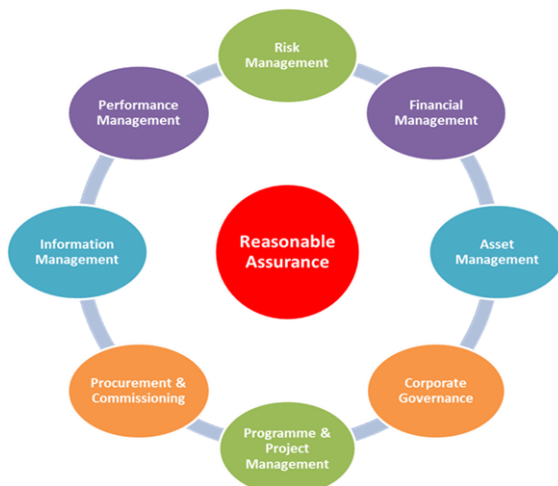 Risk
Management
Performance
Management
Financial
Management
Information
Management
Reasonable
Assurance
Asset
Management
Procurement &
Commissioning
Corporate
Governance
Programme &
Project
Management